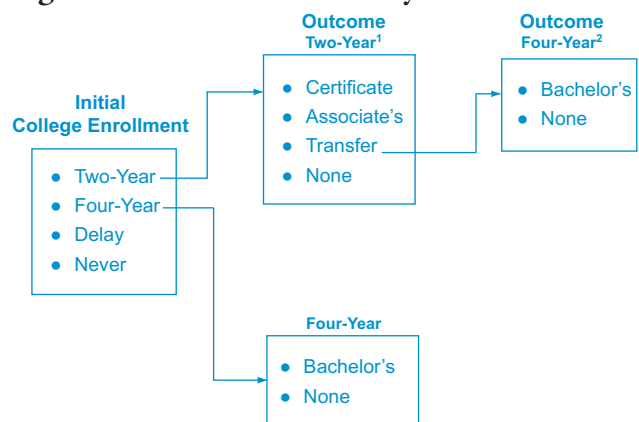 Outcome
Two-Year¹
• Certificate
• Associate's
• Transfer
• None
Outcome
Four-Year²
• Bachelor's
• None
Initial
College Enrollment
• Two-Year
• Four-Year
• Delay
• Never
Four-Year
• Bachelor's
• None